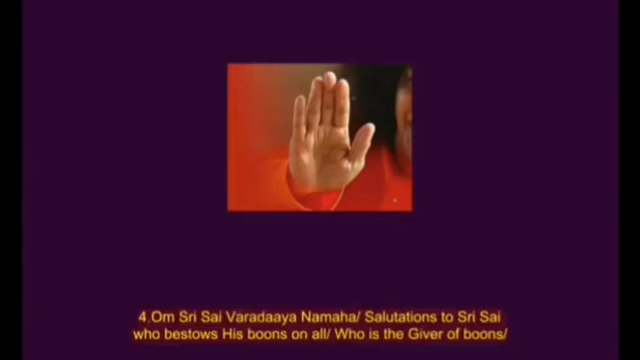 4.Om Sri Sai Varadaaya Namaha/ Salutations to Sri Sai
who bestows His boons on all/ Who is the Giver of boons/